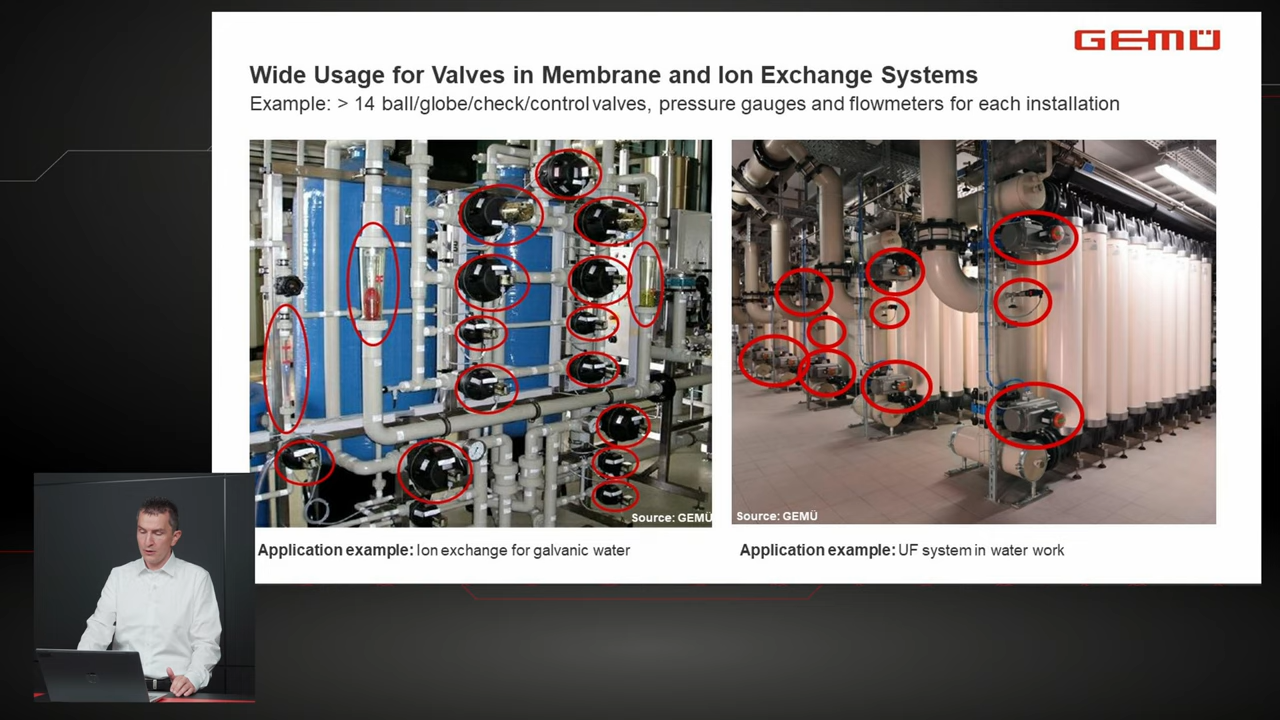 GEMÜ
Wide Usage for Valves in Membrane and Ion Exchange Systems
Example: > 14 ball/globe/check/control valves, pressure gauges and flowmeters for each installation
Source: GEMÜ
Source: GEMÜ
Application example: Ion exchange for galvanic water
Application example: UF system in water work